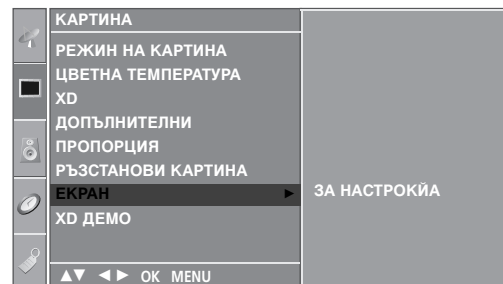 КАРТИНА
РЕЖИН НА КАРТИНА
ЦВЕТНА ТЕМПЕРАТУРА
XD
ДОПЪЛНИТЕЛНИ
ПРОПОРЦИЯ
РЪЗСТАНОВИ КАРТИНА
ЕКРАН ► ЗА НАСТРОКЙА
XD ДЕМО
▲▼ ◄► OK MENU